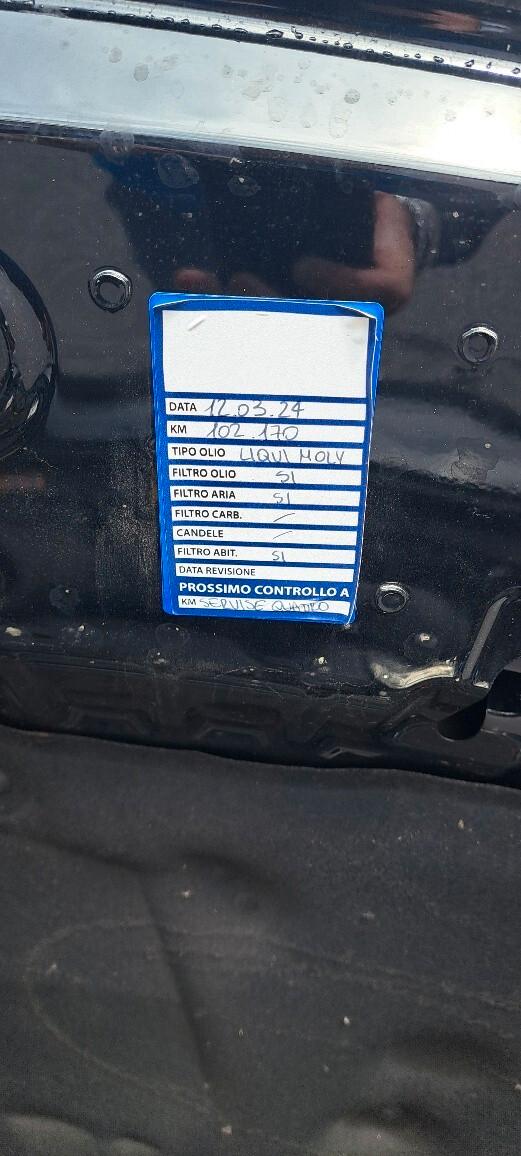 DATA 12.03.24
KM 102.170
TIPO OLIO LIQUI MOLY
FILTRO OLIO SI
FILTRO ARIA SI
FILTRO CARB. /
CANDELE /
FILTRO ABIT. SI
DATA REVISIONE
PROSSIMO CONTROLLO A
KM SERVISE QUATTRO